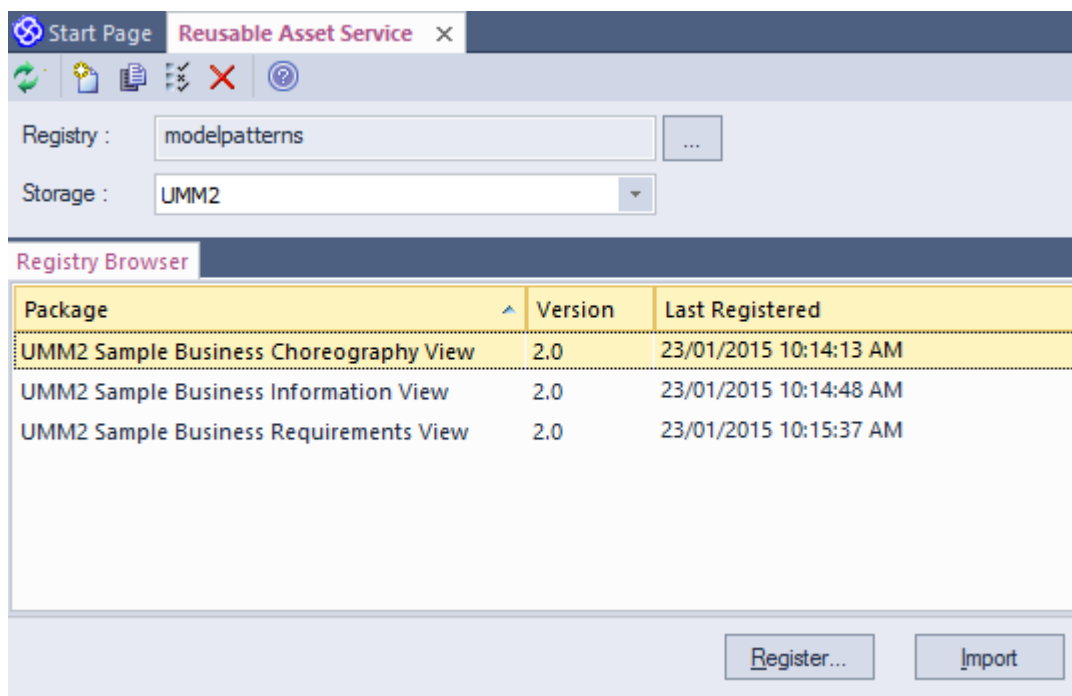 Start Page Reusable Asset Service
Registry : modelpatterns ...
Storage : UMM2
Registry Browser
Package Version Last Registered
UMM2 Sample Business Choreography View 2.0 23/01/2015 10:14:13 AM
UMM2 Sample Business Information View 2.0 23/01/2015 10:14:48 AM
UMM2 Sample Business Requirements View 2.0 23/01/2015 10:15:37 AM
Register... Import